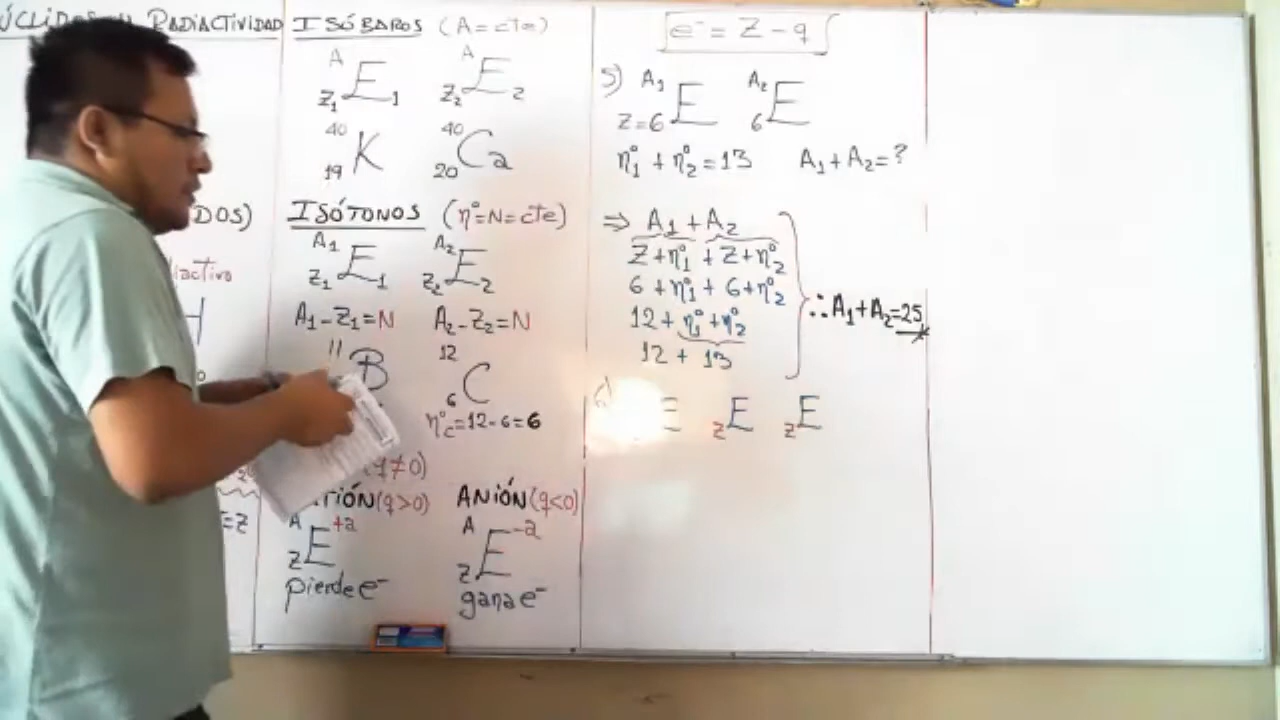 RADIACTIVIDAD
DOS)
ISÓBAROS (A=cte)
A Z₁ E ₁ A Z₂ E ₂
40 19 K 40 20 Ca
ISÓTONOS (η°=N=cTe)
A₁ Z₁ E ₁ A₂ Z₂ E ₂
A₁-Z₁=N A₂-Z₂=N
11 B 12 6 C
η°c=12-6=6
≠0)
(q>0) ANIÓN(q<0)
A Z E +a A Z E -a
pierde e⁻ gana e⁻
=Z
e⁻ = Z - q
5) A₁ Z=6 E A₂ 6 E
η°₁ + η°₂ = 13 A₁+A₂=?
⇒ A₁ + A₂
Z+η°₁ + Z+η°₂
6+η°₁ + 6+η°₂
12+ η°₁+η°₂
12 + 13
∴ A₁+A₂=25
E Z E Z E